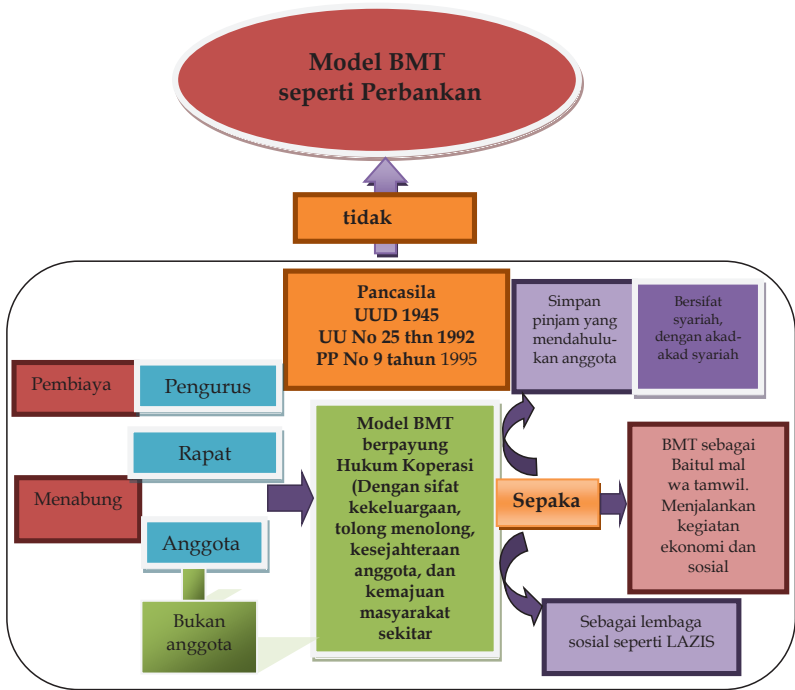 Model BMT
seperti Perbankan
tidak
Pancasila
UUD 1945
UU No 25 thn 1992
PP No 9 tahun 1995
Simpan
pinjam yang
mendahulu-
kan anggota
Bersifat
syariah,
dengan akad-
akad syariah
Pembiaya
Pengurus
Rapat
Menabung
Anggota
Bukan
anggota
Model BMT
berpayung
Hukum Koperasi
(Dengan sifat
kekeluargaan,
tolong menolong,
kesejahteraan
anggota, dan
kemajuan
masyarakat
sekitar
Sepaka
BMT sebagai
Baitul mal
wa tamwil.
Menjalankan
kegiatan
ekonomi dan
sosial
Sebagai lembaga
sosial seperti LAZIS